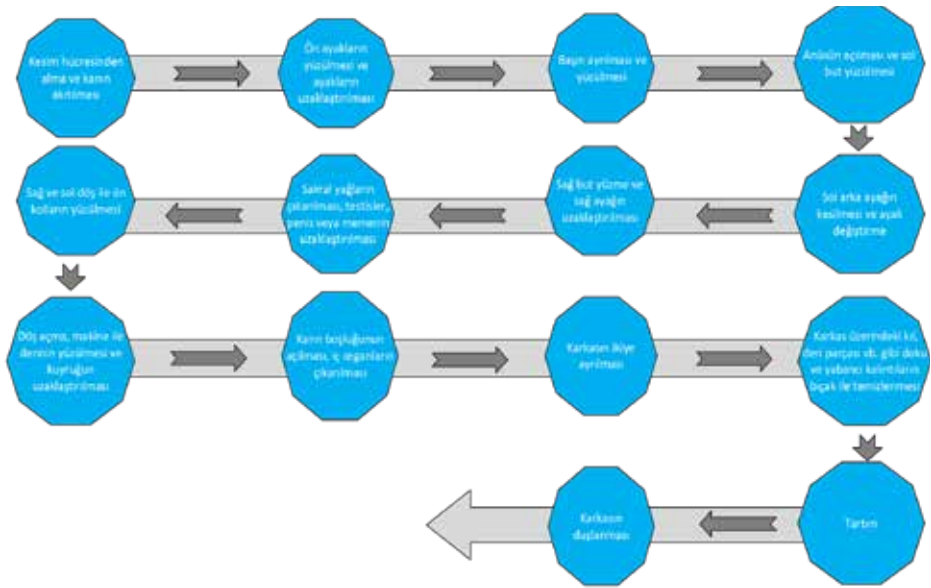 Kesim hücresinden
alma ve kanın
akıtılması
Ön ayakların
yüzülmesi ve
ayakların
uzaklaştırılması
Başın ayrılması ve
yüzülmesi
Anüsün açılması ve sol
but yüzülmesi
Sol arka ayağın
kesilmesi ve ayak
değiştirme
Sağ but yüzme ve
sağ ayağın
uzaklaştırılması
yağların
çıkarılması, testisler,
penis veya memenin
uzaklaştırılması
Sağ ve sol döş ile ön
kolların yüzülmesi
Döş açma, makine ile
derinin yüzülmesi ve
kuyruğun
uzaklaştırılması
Karın boşluğunun
açılması, iç organların
çıkarılması
Karkasın ikiye
ayrılması
Karkas üzerindeki kıl,
deri parçası vb. gibi doku
ve yabancı kalıntıların
bıçak ile temizlenmesi
Tartım
Karkasın
duşlanması